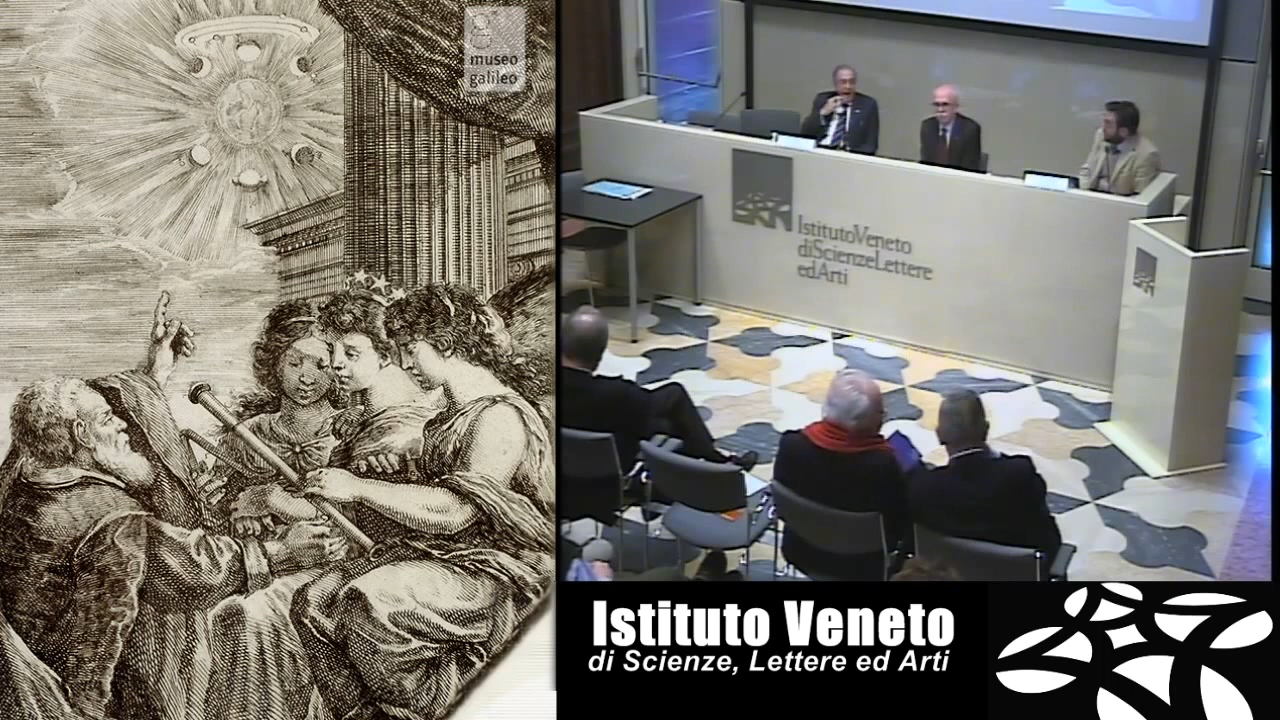 museo
galileo
IstitutoVeneto
diScienzeLettere
edArti
Istituto Veneto
di Scienze, Lettere ed Arti